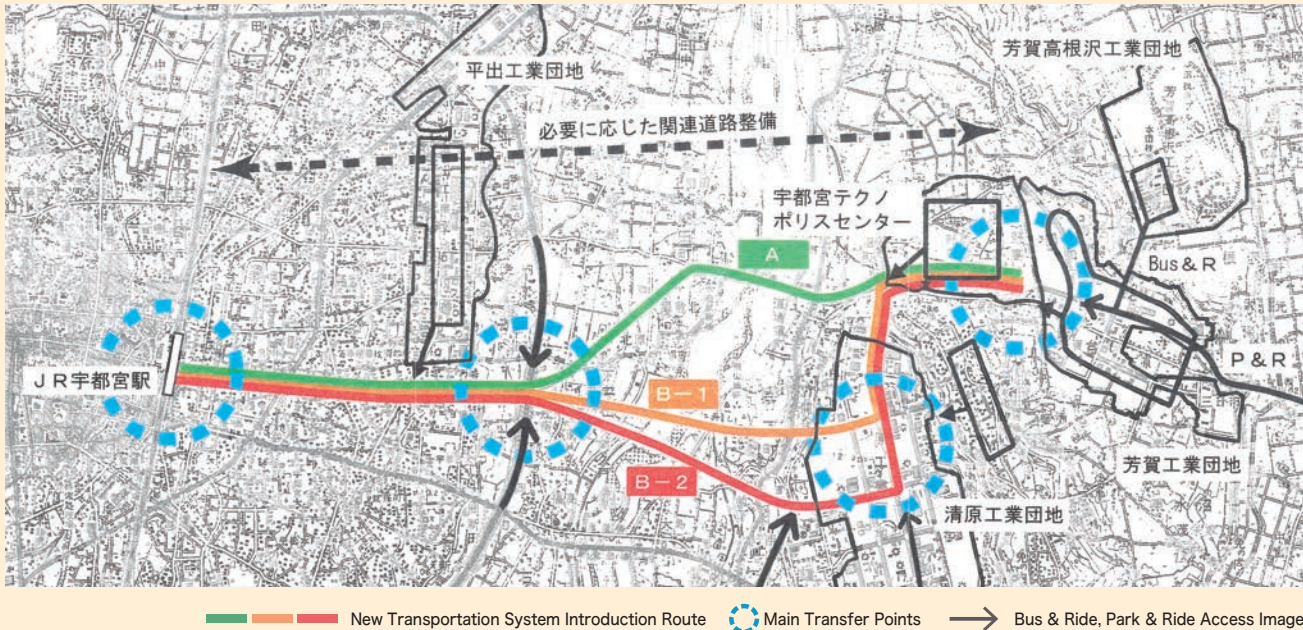 平出工業団地
芳賀高根沢工業団地
必要に応じた関連道路整備
宇都宮テクノ
ポリスセンター
A
Bus&R
JR宇都宮駅
P&R
B-1
B-2
芳賀工業団地
清原工業団地
New Transportation System Introduction Route
Main Transfer Points
Bus & Ride, Park & Ride Access Image